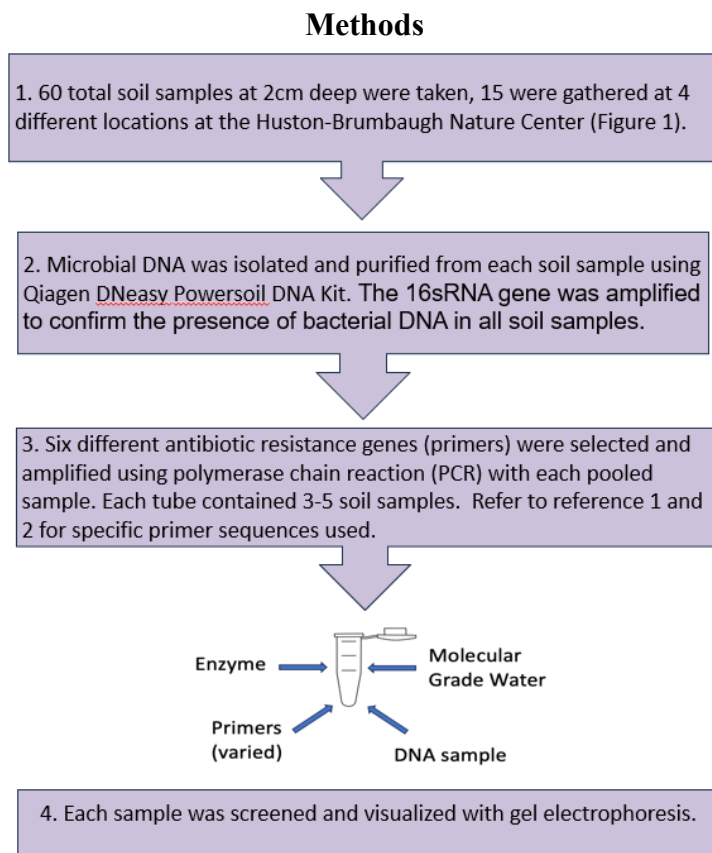 Methods
1. 60 total soil samples at 2cm deep were taken, 15 were gathered at 4
different locations at the Huston-Brumbaugh Nature Center (Figure 1).
2. Microbial DNA was isolated and purified from each soil sample using
Qiagen DNeasy Powersoil DNA Kit. The 16sRNA gene was amplified
to confirm the presence of bacterial DNA in all soil samples.
3. Six different antibiotic resistance genes (primers) were selected and
amplified using polymerase chain reaction (PCR) with each pooled
sample. Each tube contained 3-5 soil samples. Refer to reference 1 and
2 for specific primer sequences used.
Enzyme
Molecular
Grade Water
Primers
(varied)
DNA sample
4. Each sample was screened and visualized with gel electrophoresis.